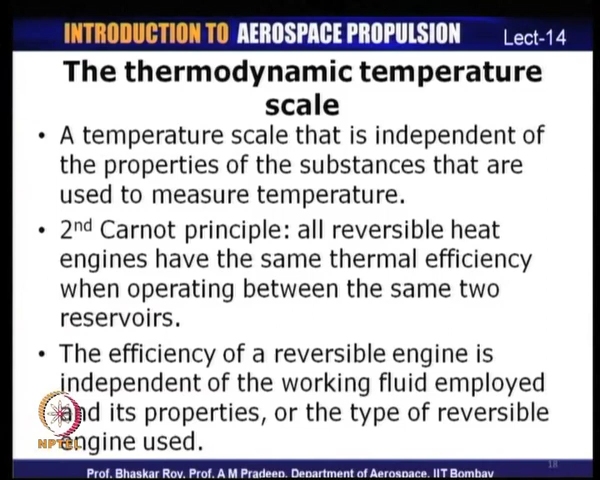 INTRODUCTION TO AEROSPACE PROPULSION
Lect-14
The thermodynamic temperature
scale
• A temperature scale that is independent of
the properties of the substances that are
used to measure temperature.
• 2nd Carnot principle: all reversible heat
engines have the same thermal efficiency
when operating between the same two
reservoirs.
• The efficiency of a reversible engine is
independent of the working fluid employed
and its properties, or the type of reversible
engine used.
NPTEL
18
Prof. Bhaskar Roy, Prof. A M Pradeep, Department of Aerospace, IIT Bombay